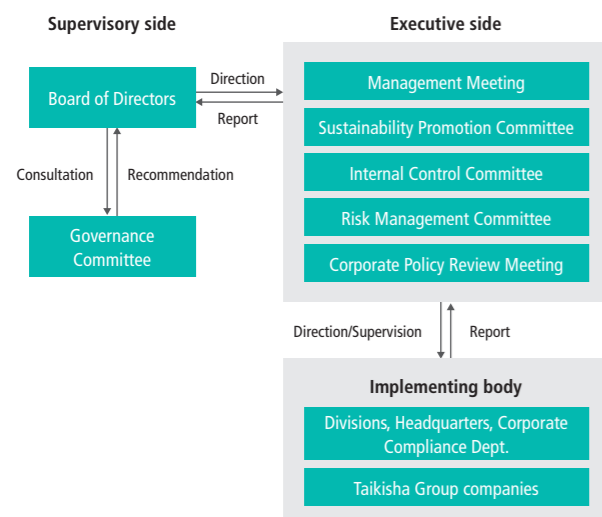 Supervisory side
Executive side
Board of Directors
Direction
Report
Management Meeting
Sustainability Promotion Committee
Internal Control Committee
Risk Management Committee
Corporate Policy Review Meeting
Consultation
Recommendation
Governance
Committee
Direction/Supervision
Report
Implementing body
Divisions, Headquarters, Corporate
Compliance Dept.
Taikisha Group companies